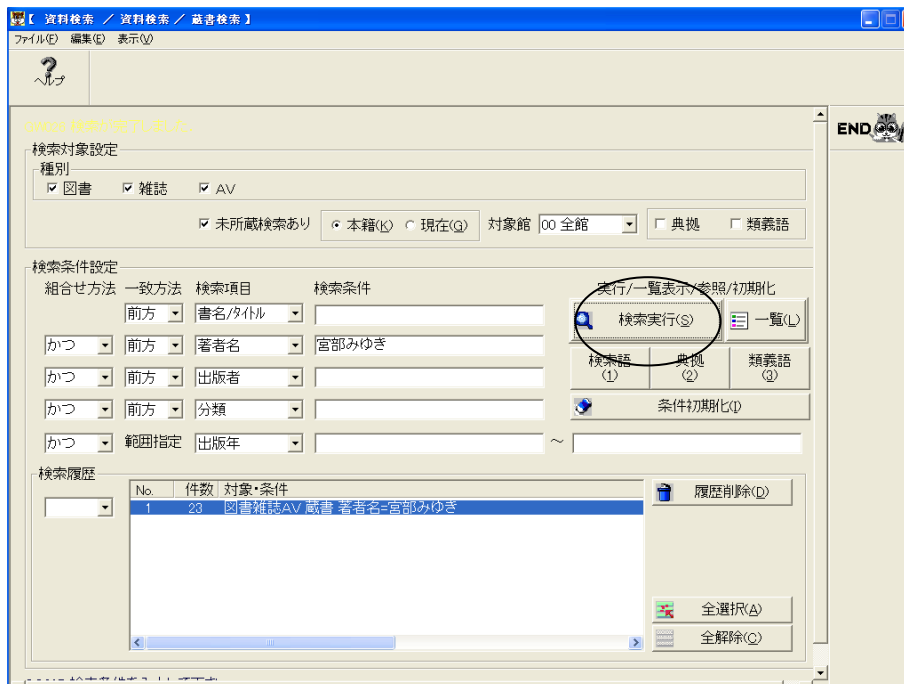 【 資料検索 ／ 資料検索 ／ 蔵書検索 】
ファイル(F) 編集(E) 表示(V)
ヘルプ
END
検索対象設定
種別
図書 雑誌 AV
未所蔵検索あり 本籍(K) 現在(G) 対象館 00 全館 典拠 類義語
検索条件設定
組合せ方法 一致方法 検索項目 検索条件 実行/一覧表示/参照/初期化
前方 書名/タイトル 検索実行(S) 一覧(L)
かつ 前方 著者名 宮部みゆき
検索語(1) 典拠(2) 類義語(3)
かつ 前方 出版者
かつ 前方 分類 条件初期化(I)
かつ 範囲指定 出版年 ～
検索履歴
No. 件数 対象・条件 履歴削除(D)
1 23 図書雑誌AV 蔵書 著者名=宮部みゆき
全選択(A)
全解除(C)